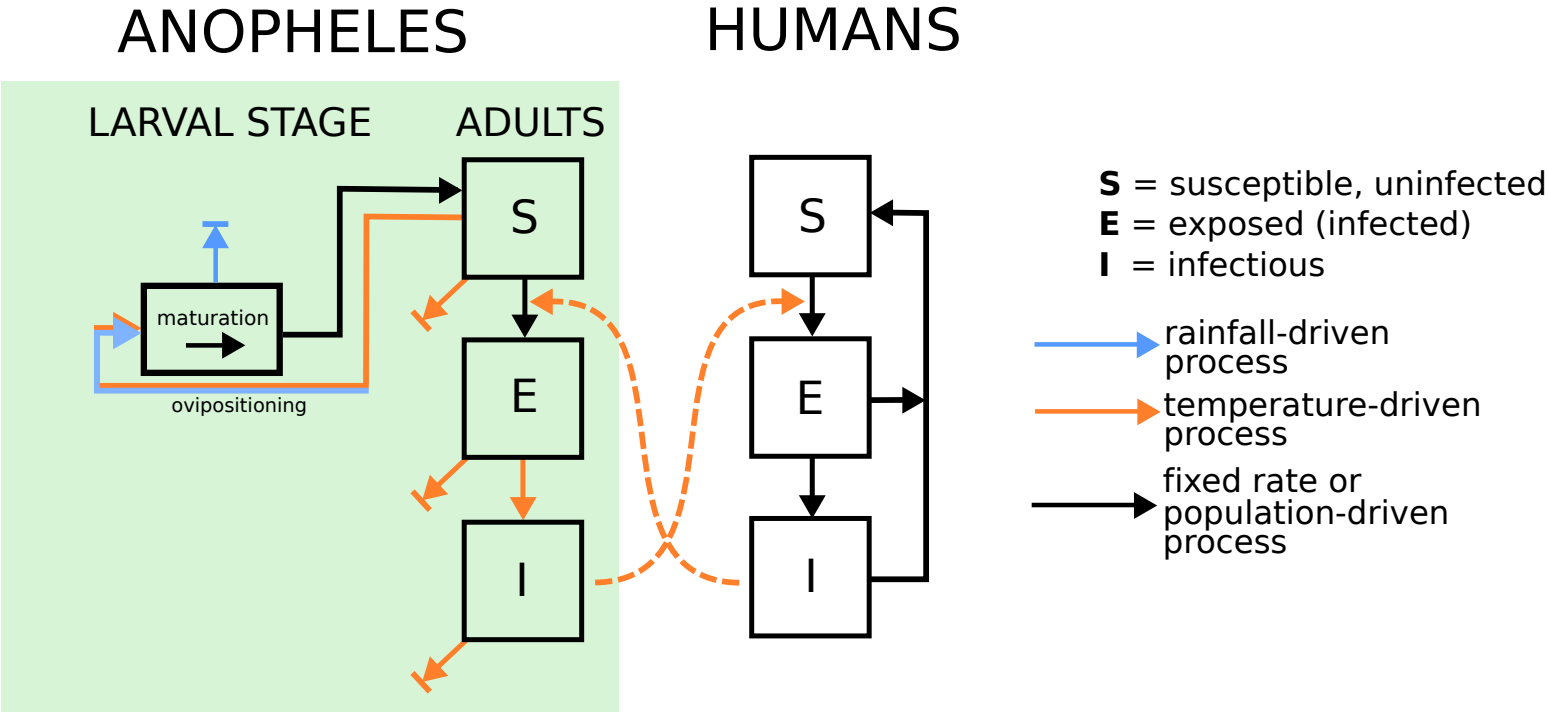 ANOPHELES
HUMANS
LARVAL STAGE
ADULTS
S
E
I
maturation
ovipositioning
S
E
I
S = susceptible, uninfected
E = exposed (infected)
I = infectious
rainfall-driven
process
temperature-driven
process
fixed rate or
population-driven
process